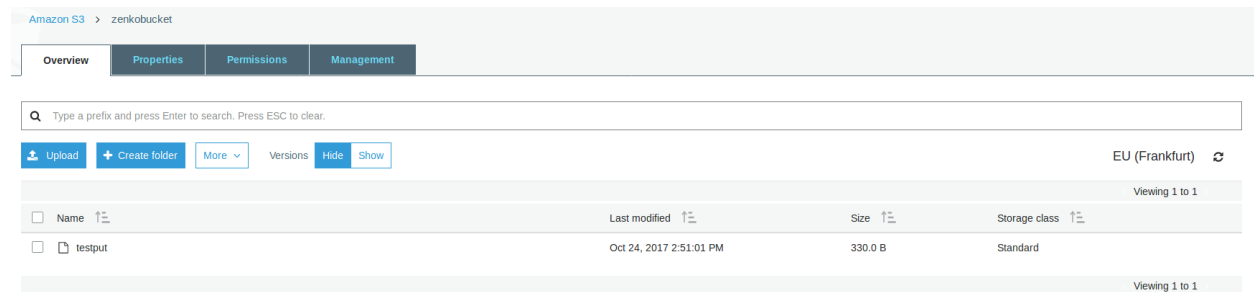 Amazon S3 > zenkobucket
Overview Properties Permissions Management
Type a prefix and press Enter to search. Press ESC to clear.
Upload + Create folder More Versions Hide Show EU (Frankfurt)
Viewing 1 to 1
Name Last modified Size Storage class
testput Oct 24, 2017 2:51:01 PM 330.0 B Standard
Viewing 1 to 1